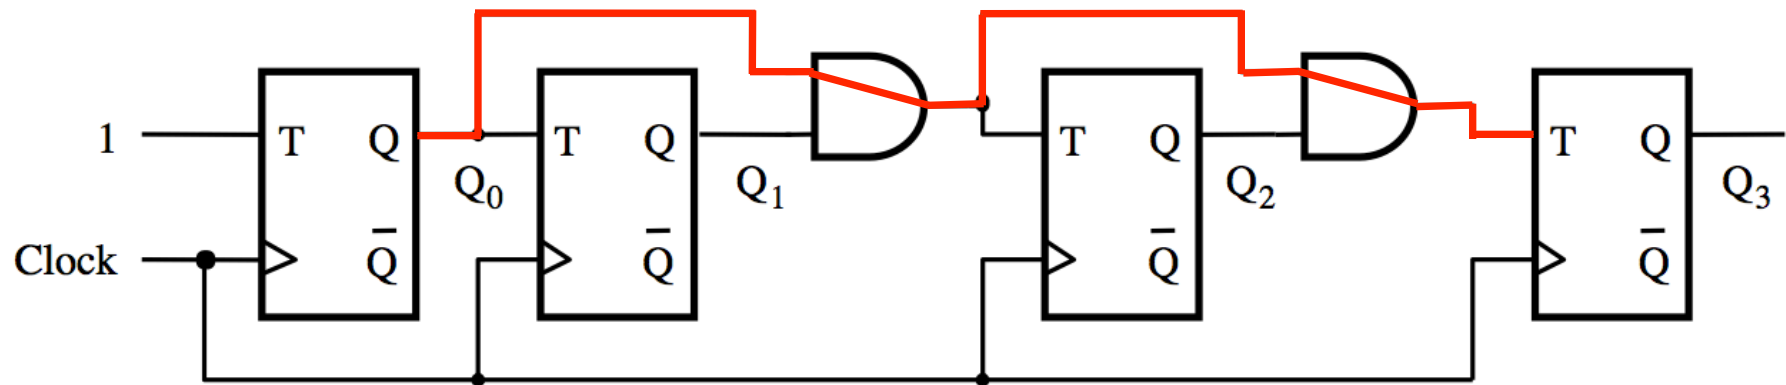 1 T Q T Q T Q T Q
Q₀ Q₁ Q₂ Q₃
Clock Q̅ Q̅ Q̅ Q̅